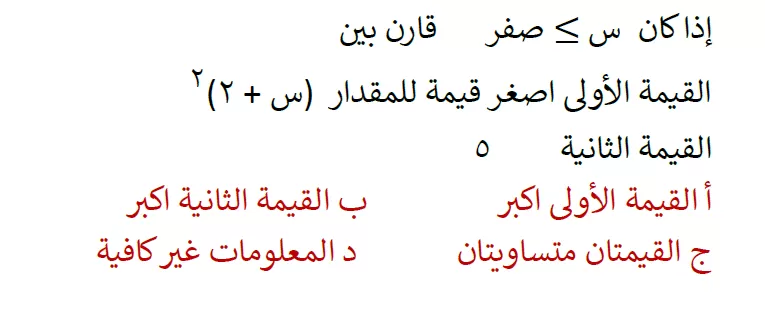 إذا كان س ≥ صفر قارن بين
القيمة الأولى اصغر قيمة للمقدار (س + ٢)٢
القيمة الثانية ٥
أ القيمة الأولى اكبر ب القيمة الثانية اكبر
ج القيمتان متساويتان د المعلومات غير كافية